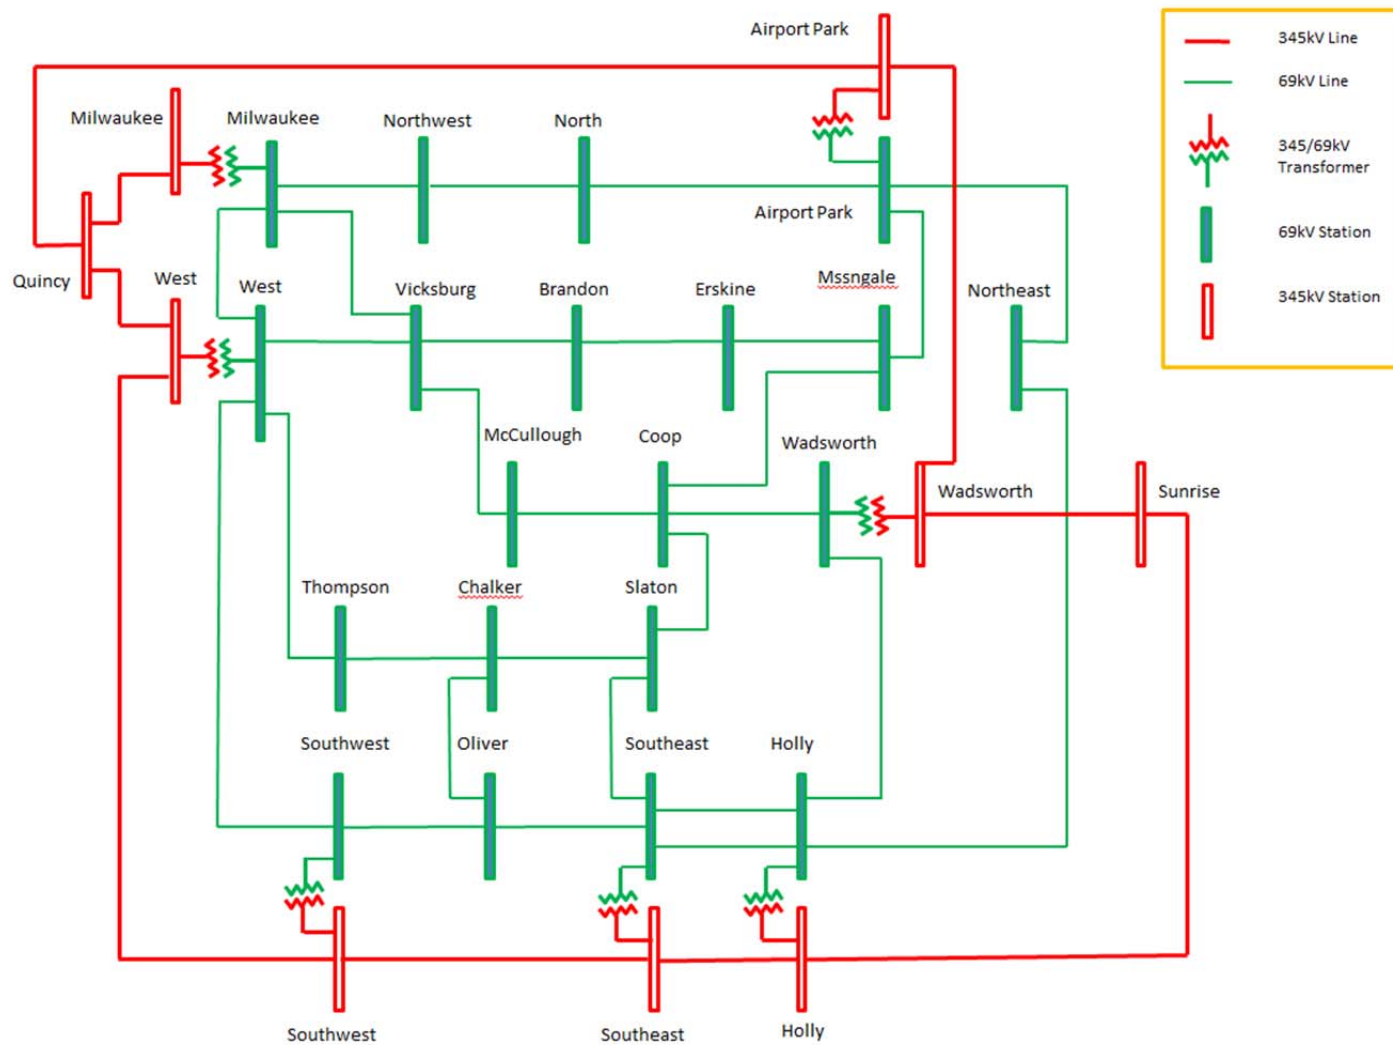 Airport Park
345kV Line
69kV Line
345/69kV
Transformer
69kV Station
345kV Station
Milwaukee
Milwaukee
Northwest
North
Airport Park
Quincy
West
West
Vicksburg
Brandon
Erskine
Mssngale
Northeast
McCullough
Coop
Wadsworth
Wadsworth
Sunrise
Thompson
Chalker
Slaton
Southwest
Oliver
Southeast
Holly
Southwest
Southeast
Holly